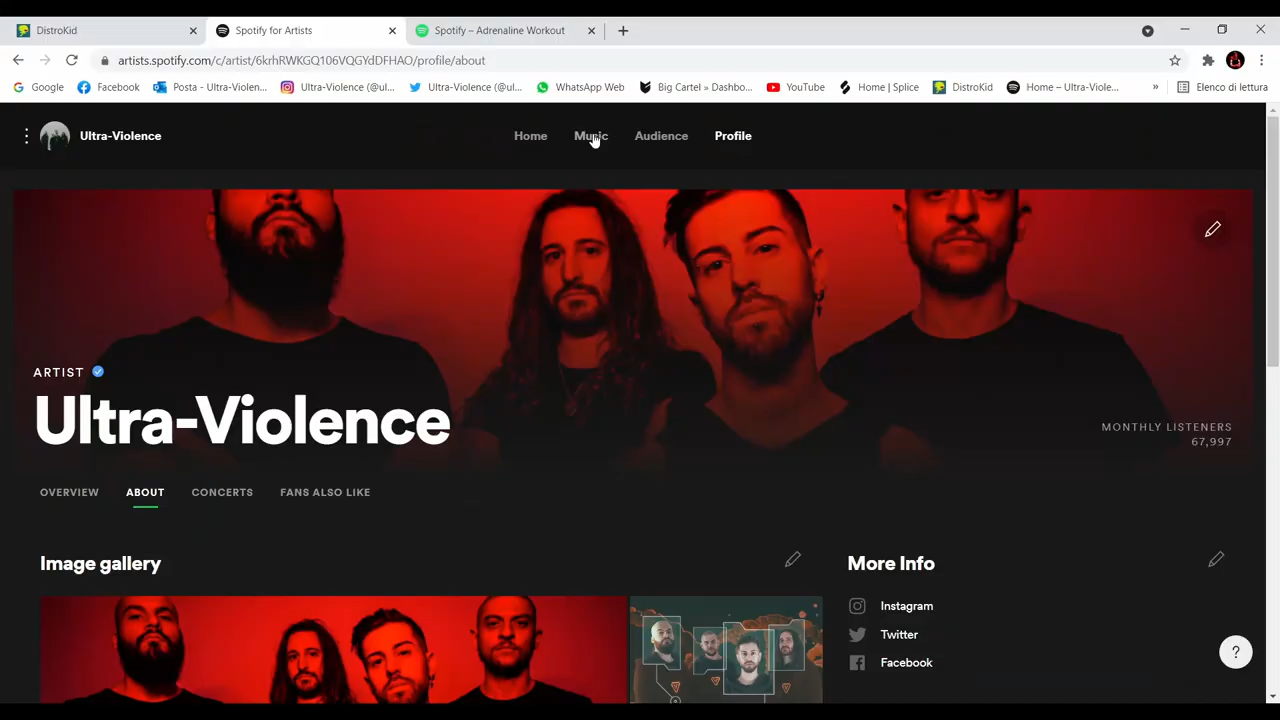 DistroKid
Spotify for Artists
Spotify – Adrenaline Workout
artists.spotify.com/c/artist/6krhRWKGQ106VQGYdDFHAO/profile/about
Google
Facebook
Posta - Ultra-Violen...
Ultra-Violence (@ul...
Ultra-Violence (@ul...
WhatsApp Web
Big Cartel » Dashbo...
YouTube
Home | Splice
DistroKid
Home – Ultra-Viole...
»
Elenco di lettura
Ultra-Violence
Home
Music
Audience
Profile
ARTIST
Ultra-Violence
MONTHLY LISTENERS
67,997
OVERVIEW
ABOUT
CONCERTS
FANS ALSO LIKE
Image gallery
More Info
Instagram
Twitter
Facebook
?